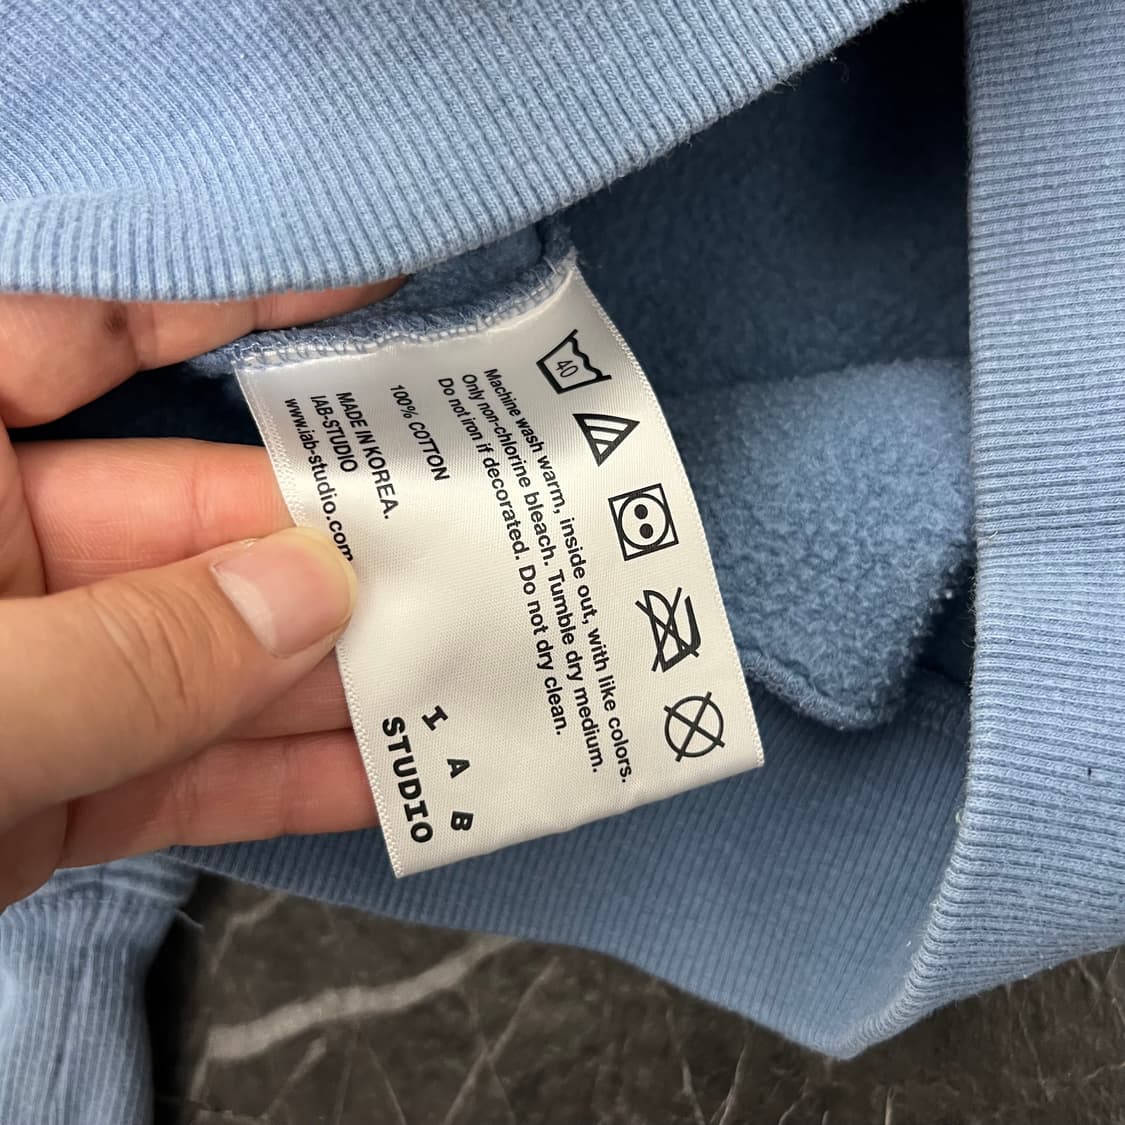 40
Machine wash warm, inside out, with like colors.
Only non-chlorine bleach. Tumble dry medium.
Do not iron if decorated. Do not dry clean.
100% COTTON
MADE IN KOREA.
IAB-STUDIO
www.iab-studio.com
I A B
STUDIO